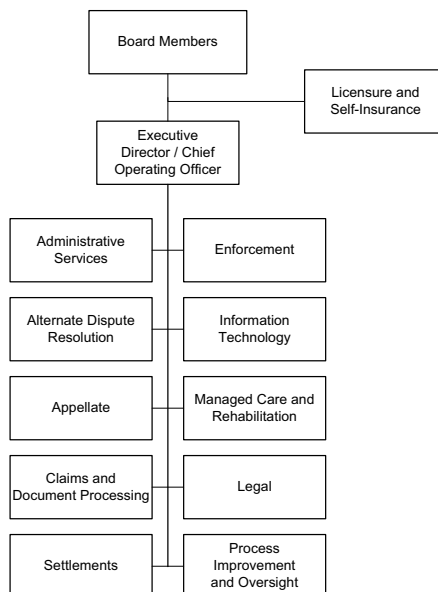 Board Members
Licensure and
Self-Insurance
Executive
Director / Chief
Operating Officer
Administrative
Services
Enforcement
Alternate Dispute
Resolution
Information
Technology
Appellate
Managed Care and
Rehabilitation
Claims and
Document Processing
Legal
Settlements
Process
Improvement
and Oversight